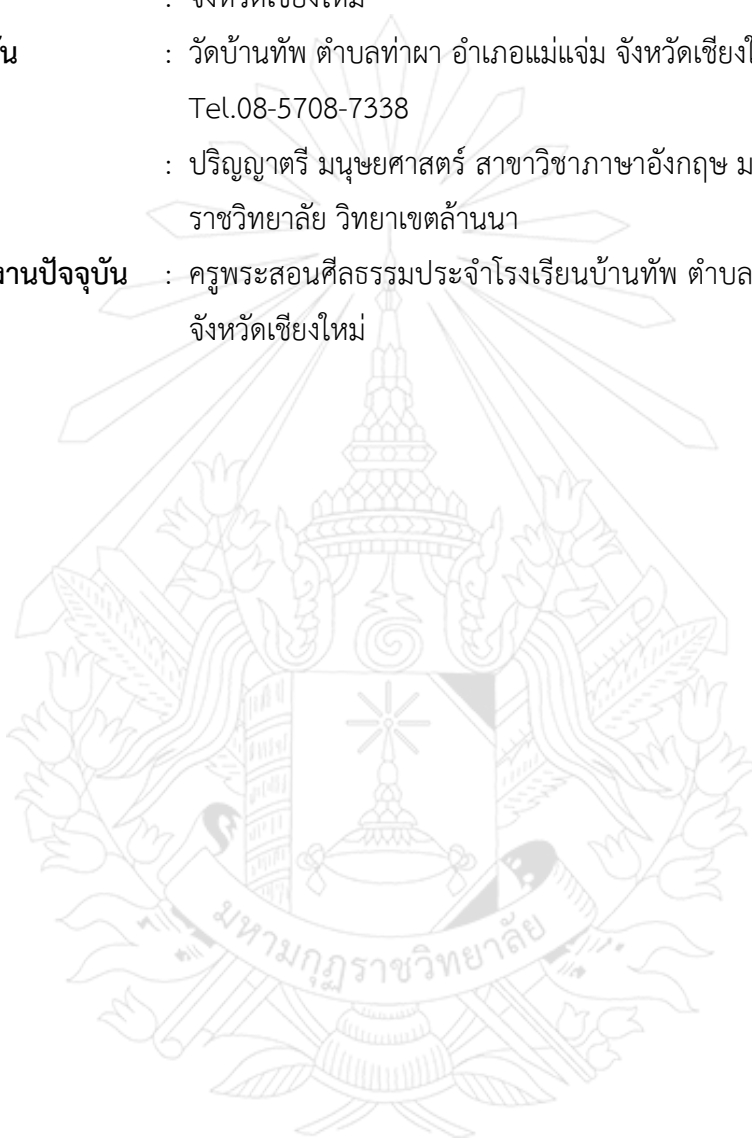 : จังหวัดเชียงใหม่
: วัดบ้านทัพ ตำบลท่าผา อำเภอแม่แจ่ม จังหวัดเชียงให
Tel.08-5708-7338
: ปริญญาตรี มนุษยศาสตร์ สาขาวิชาภาษาอังกฤษ ม
ราชวิทยาลัย วิทยาเขตล้านนา
งานปัจจุบัน : ครูพระสอนศีลธรรมประจำโรงเรียนบ้านทัพ ตำบล
จังหวัดเชียงใหม่
มหามกุฏราชวิทยาลัย